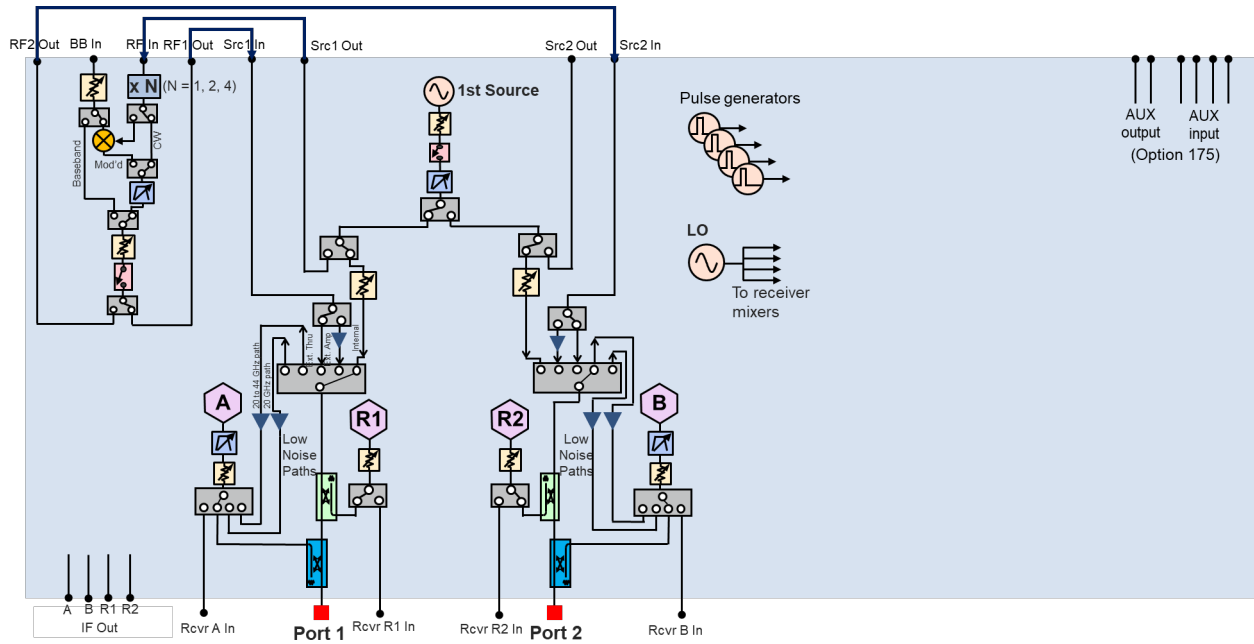 RF2 Out BB In RF In RF1 Out Src1 In Src1 Out Src2 Out Src2 In
x N (N = 1, 2, 4)
1st Source
Pulse generators
AUX output
AUX input
(Option 175)
CW
Mod'd
Baseband
LO
To receiver
mixers
Ext. Thru
Ext. Amp
Internal
20 to 44 GHz path
20 GHz path
A
R1
R2
B
Low
Noise
Paths
Low
Noise
Paths
A B R1 R2
IF Out
Rcvr A In
Port 1
Rcvr R1 In
Rcvr R2 In
Port 2
Rcvr B In